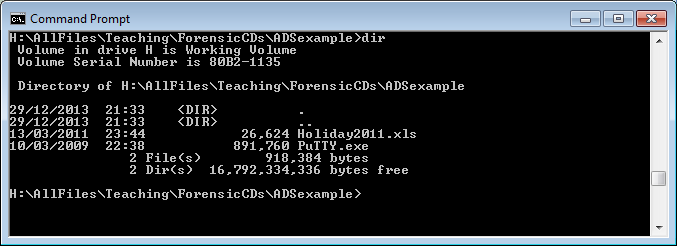 Command Prompt
H:\AllFiles\Teaching\ForensicCDs\ADSexample>dir
Volume in drive H is Working Volume
Volume Serial Number is 80B2-1135
Directory of H:\AllFiles\Teaching\ForensicCDs\ADSexample
29/12/2013  21:33    <DIR>          .
29/12/2013  21:33    <DIR>          ..
13/03/2011  23:44            26,624 Holiday2011.xls
10/03/2009  22:38           891,760 PuTTY.exe
2 File(s)        918,384 bytes
2 Dir(s)  16,792,334,336 bytes free
H:\AllFiles\Teaching\ForensicCDs\ADSexample>